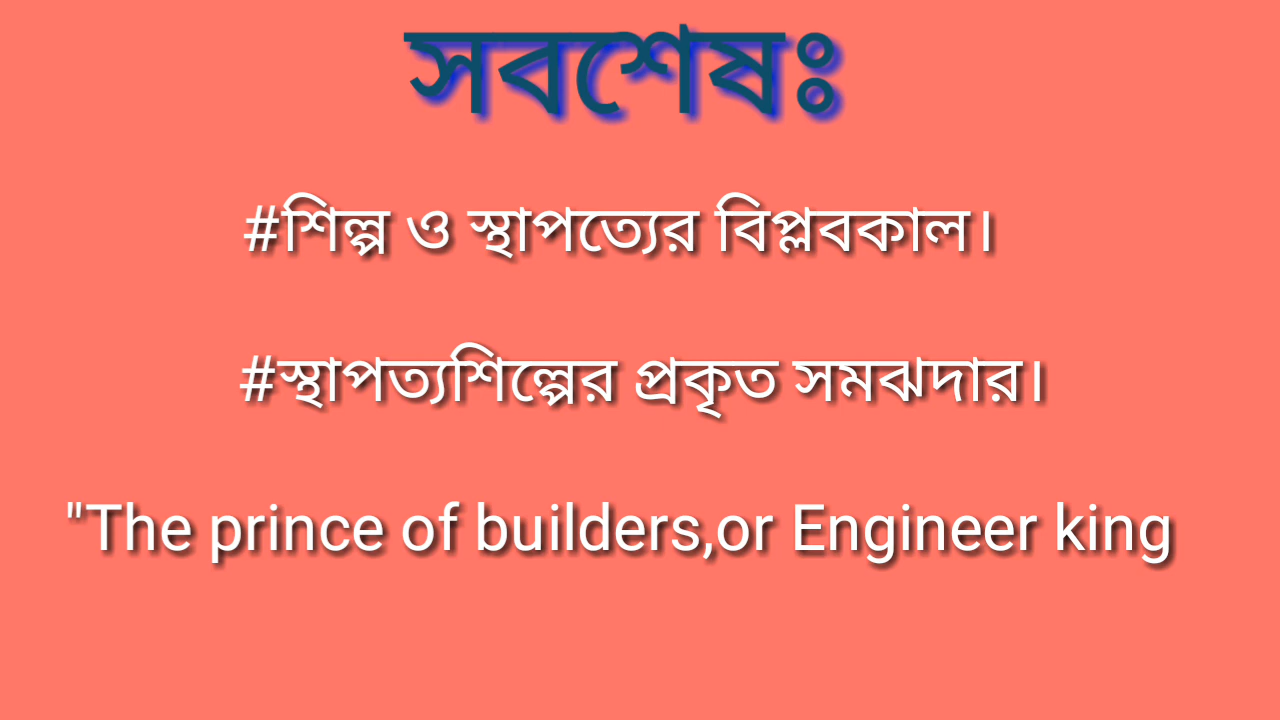 সবশেষঃ
#শিল্প ও স্থাপত্যের বিপ্লবকাল।
#স্থাপত্যশিল্পের প্রকৃত সমঝদার।
"The prince of builders,or Engineer king